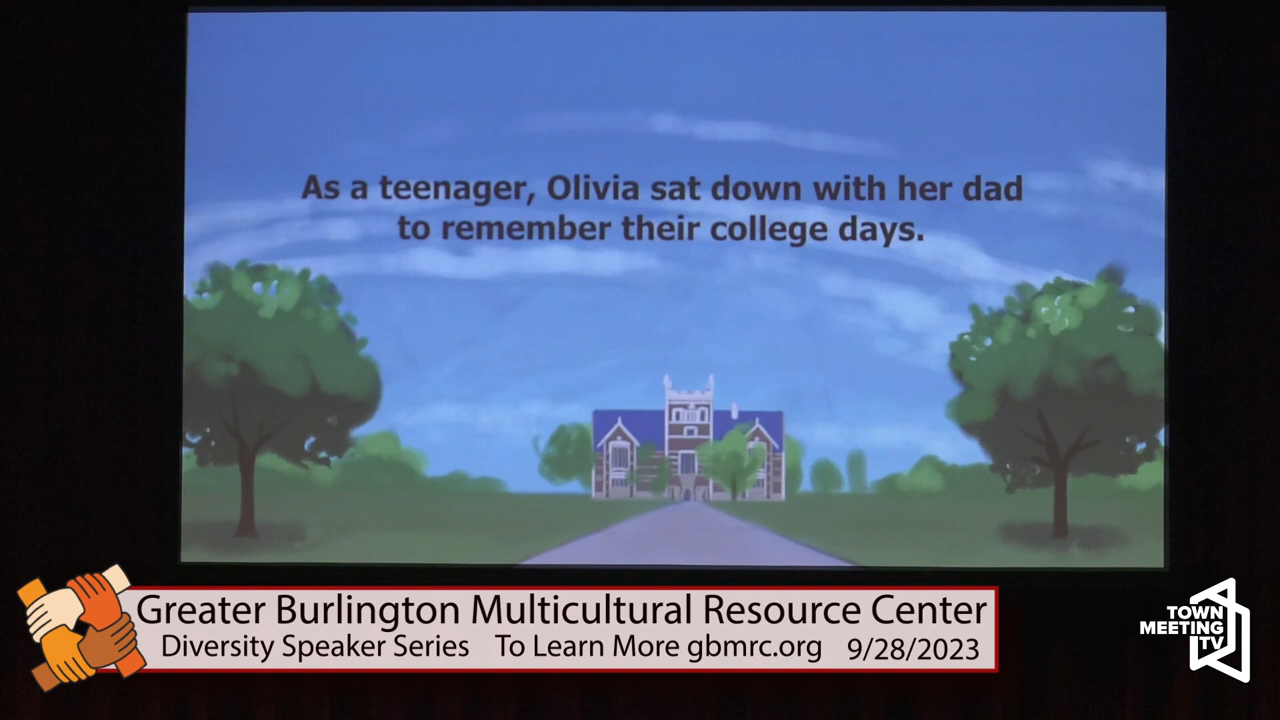 As a teenager, Olivia sat down with her dad
to remember their college days.
Greater Burlington Multicultural Resource Center
Diversity Speaker Series To Learn More gbmrc.org 9/28/2023
TOWN
MEETING
TV